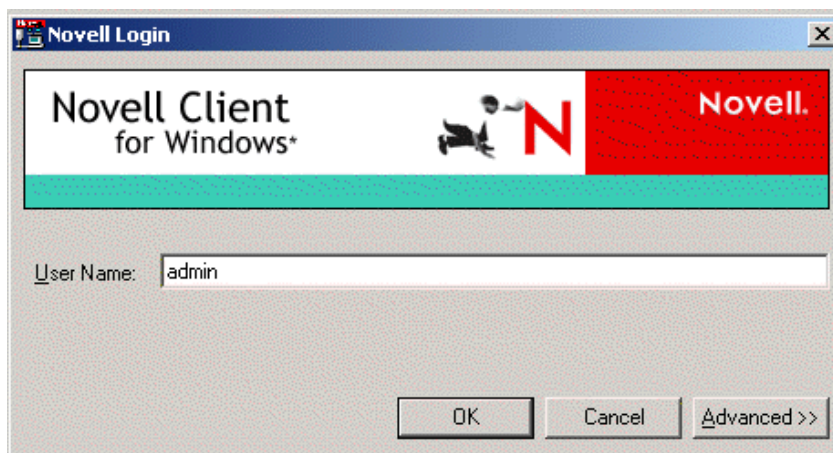 Novell Login
Novell Client
for Windows*
N
Novell.
User Name: admin
OK Cancel Advanced >>